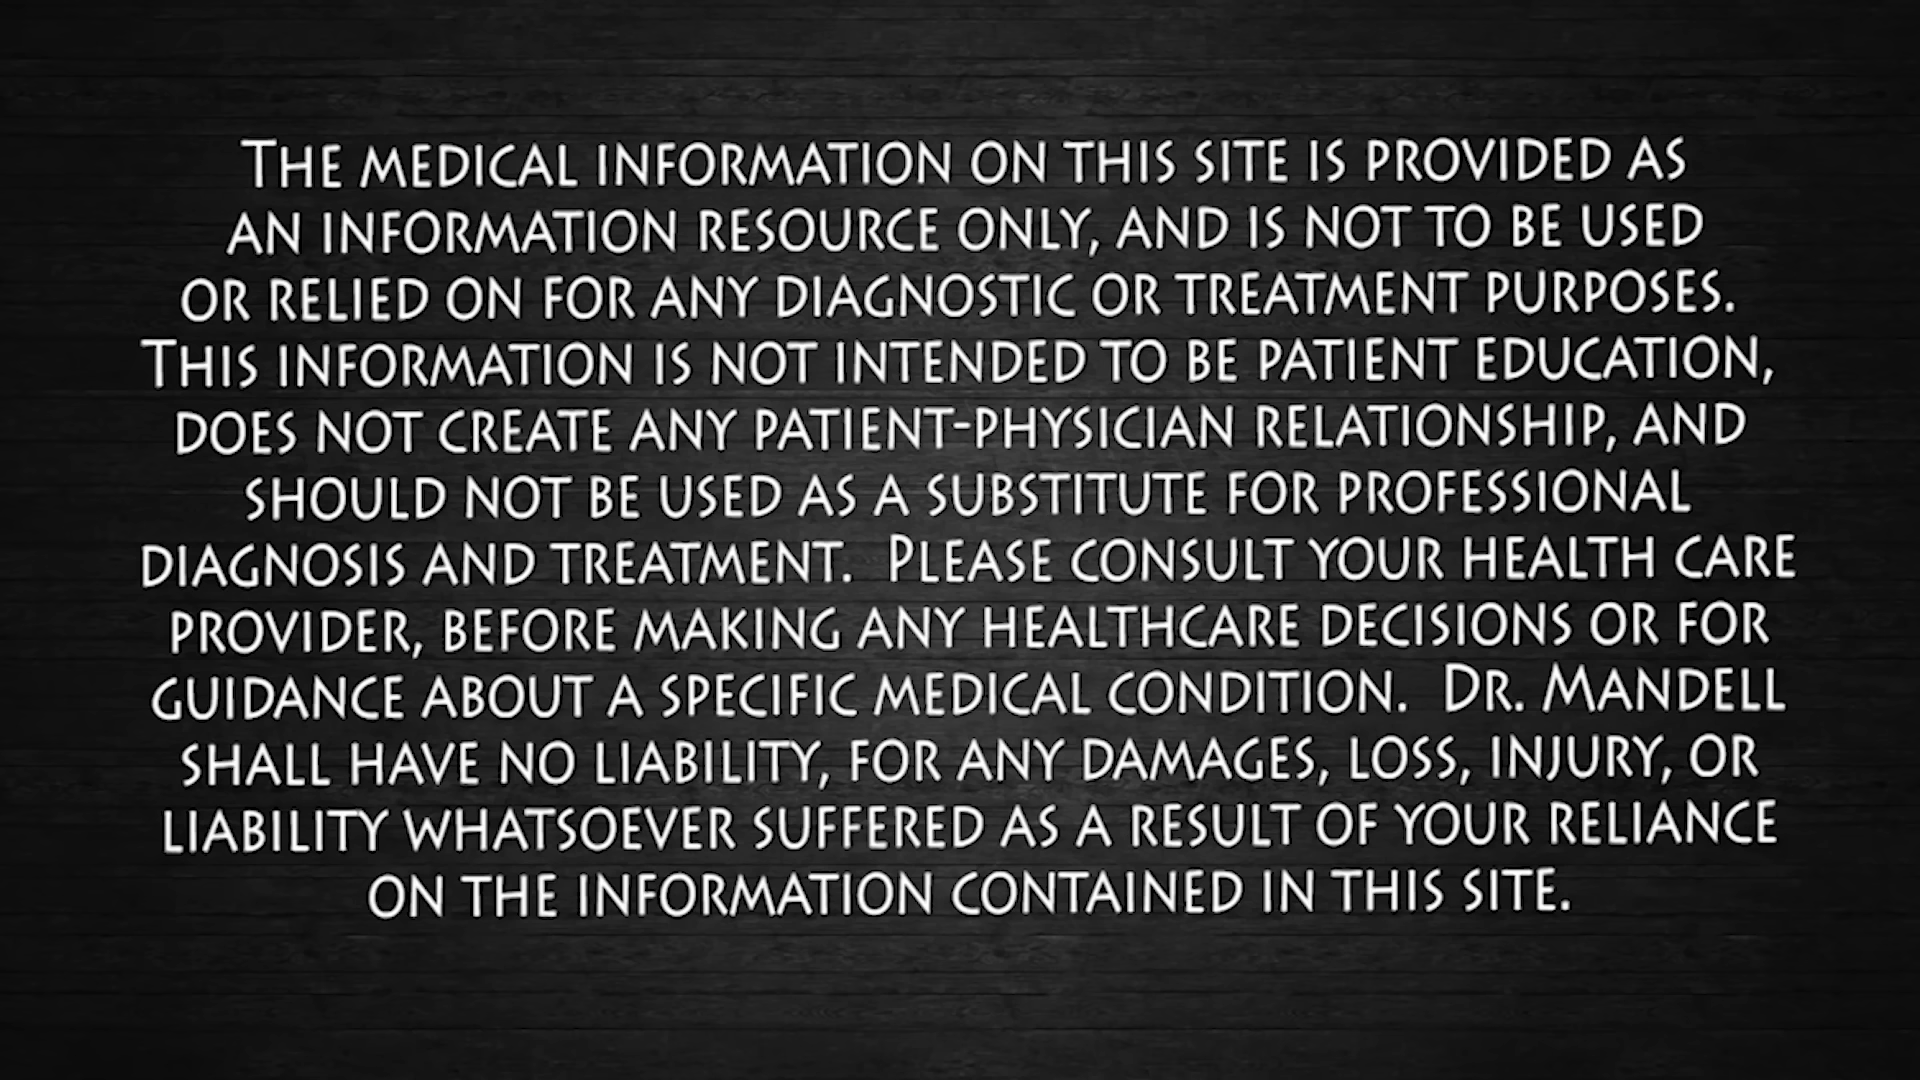 The medical information on this site is provided as
an information resource only, and is not to be used
or relied on for any diagnostic or treatment purposes.
This information is not intended to be patient education,
does not create any patient-physician relationship, and
should not be used as a substitute for professional
diagnosis and treatment.  Please consult your health care
provider, before making any healthcare decisions or for
guidance about a specific medical condition.  Dr. Mandell
shall have no liability, for any damages, loss, injury, or
liability whatsoever suffered as a result of your reliance
on the information contained in this site.